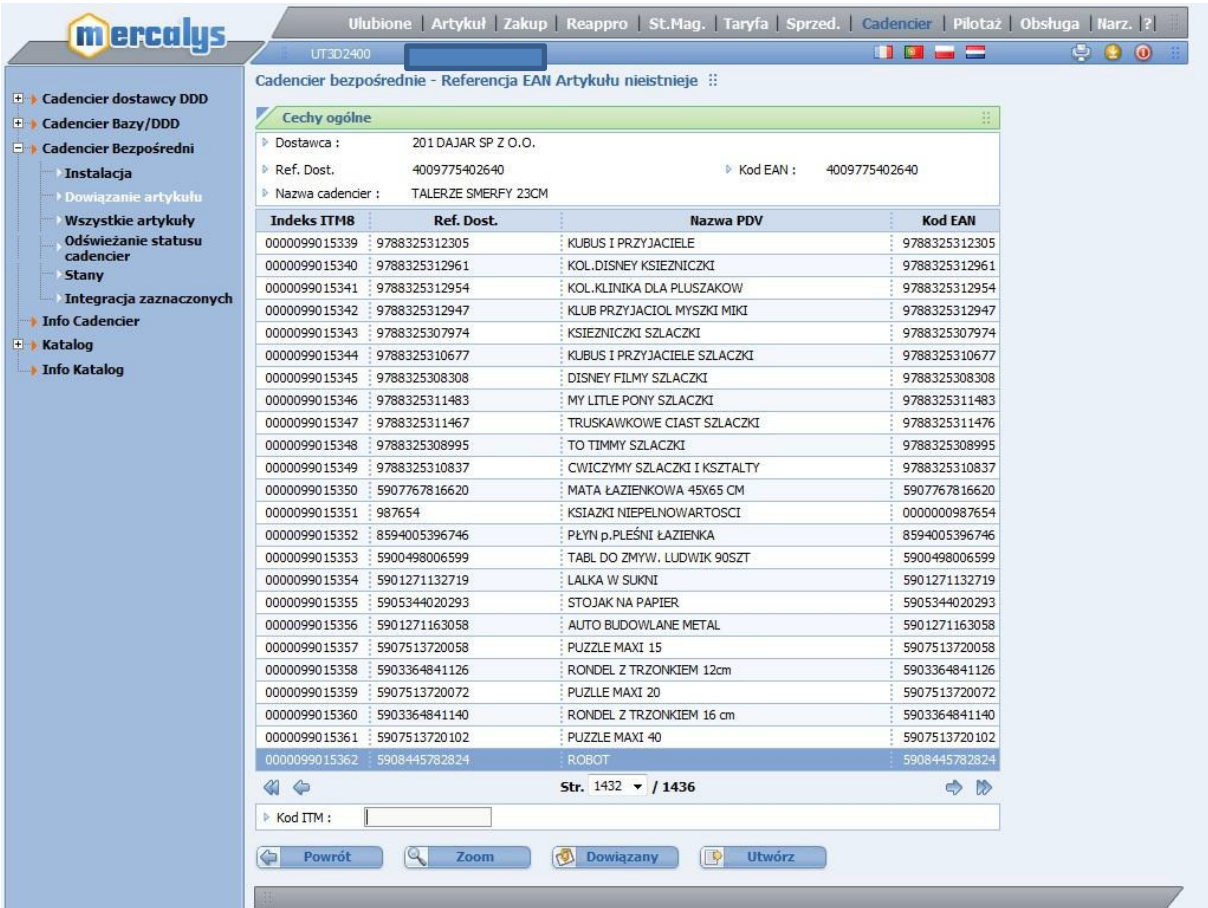 mercalys
Ulubione | Artykuł | Zakup | Reappro | St.Mag. | Taryfa | Sprzed. | Cadencier | Pilotaż | Obsługa | Narz. |?|
UT3D2400
Cadencier bezpośrednie - Referencja EAN Artykułu nieistnieje
Cadencier dostawcy DDD
Cadencier Bazy/DDD
Cadencier Bezpośredni
Instalacja
Dowiązanie artykułu
Wszystkie artykuły
Odświeżanie statusu
cadencier
Stany
Integracja zaznaczonych
Info Cadencier
Katalog
Info Katalog
Cechy ogólne
Dostawca : 201 DAJAR SP Z O.O.
Ref. Dost. 4009775402640 Kod EAN : 4009775402640
Nazwa cadencier : TALERZE SMERFY 23CM
Indeks ITM8 Ref. Dost. Nazwa PDV Kod EAN
0000099015339 9788325312305 KUBUS I PRZYJACIELE 9788325312305
0000099015340 9788325312961 KOL.DISNEY KSIEZNICZKI 9788325312961
0000099015341 9788325312954 KOL.KLINIKA DLA PLUSZAKOW 9788325312954
0000099015342 9788325312947 KLUB PRZYJACIOL MYSZKI MIKI 9788325312947
0000099015343 9788325307974 KSIEZNICZKI SZLACZKI 9788325307974
0000099015344 9788325310677 KUBUS I PRZYJACIELE SZLACZKI 9788325310677
0000099015345 9788325308308 DISNEY FILMY SZLACZKI 9788325308308
0000099015346 9788325311483 MY LITLE PONY SZLACZKI 9788325311483
0000099015347 9788325311467 TRUSKAWKOWE CIAST SZLACZKI 9788325311476
0000099015348 9788325308995 TO TIMMY SZLACZKI 9788325308995
0000099015349 9788325310837 CWICZYMY SZLACZKI I KSZTALTY 9788325310837
0000099015350 5907767816620 MATA ŁAZIENKOWA 45X65 CM 5907767816620
0000099015351 987654 KSIAZKI NIEPELNOWARTOSCI 0000000987654
0000099015352 8594005396746 PŁYN p.PLEŚNI ŁAZIENKA 8594005396746
0000099015353 5900498006599 TABL DO ZMYW. LUDWIK 90SZT 5900498006599
0000099015354 5901271132719 LALKA W SUKNI 5901271132719
0000099015355 5905344020293 STOJAK NA PAPIER 5905344020293
0000099015356 5901271163058 AUTO BUDOWLANE METAL 5901271163058
0000099015357 5907513720058 PUZZLE MAXI 15 5907513720058
0000099015358 5903364841126 RONDEL Z TRZONKIEM 12cm 5903364841126
0000099015359 5907513720072 PUZLLE MAXI 20 5907513720072
0000099015360 5903364841140 RONDEL Z TRZONKIEM 16 cm 5903364841140
0000099015361 5907513720102 PUZZLE MAXI 40 5907513720102
0000099015362 5908445782824 ROBOT 5908445782824
Str. 1432 / 1436
Kod ITM :
Powrót Zoom Dowiązany Utwórz